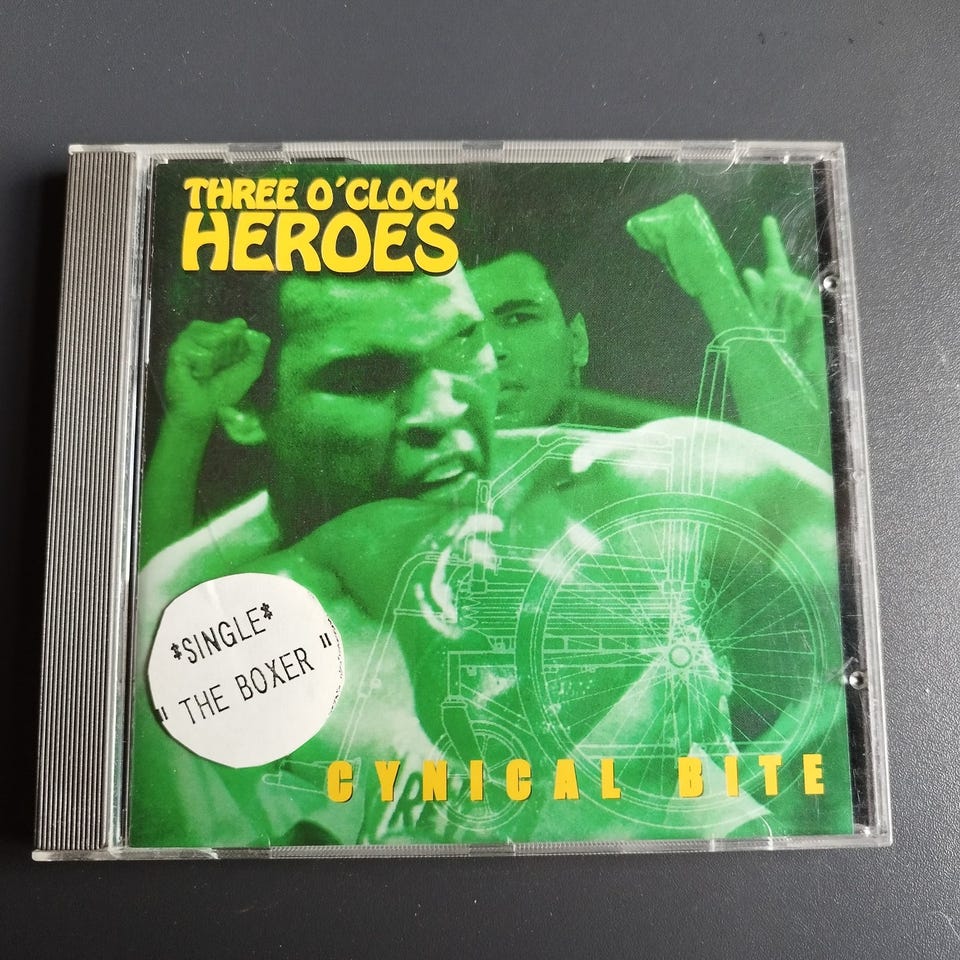 THREE O'CLOCK
HEROES
*SINGLE*
"THE BOXER"
CYNICAL BITE